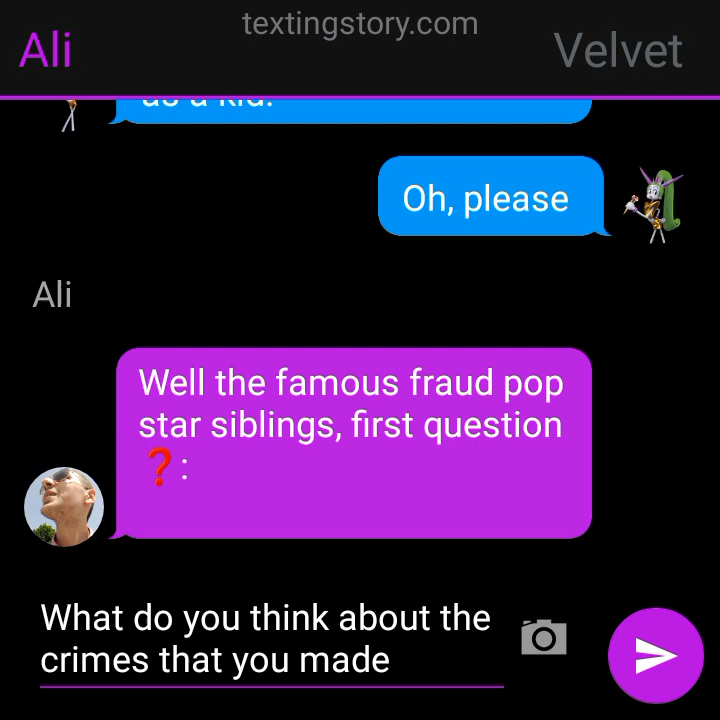 textingstory.com
Ali
Velvet
as a kid.
Oh, please
Ali
Well the famous fraud pop
star siblings, first question
❓:
What do you think about the
crimes that you made